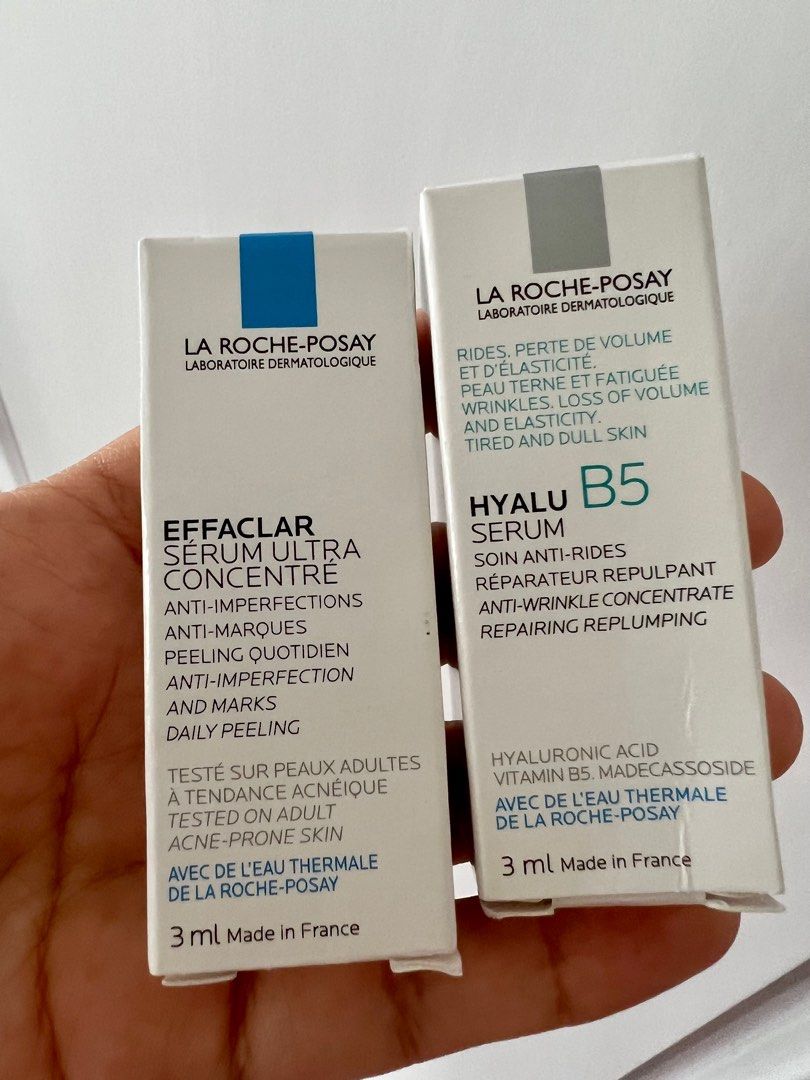 LA ROCHE-POSAY
LABORATOIRE DERMATOLOGIQUE
EFFACLAR
SÉRUM ULTRA
CONCENTRÉ
ANTI-IMPERFECTIONS
ANTI-MARQUES
PEELING QUOTIDIEN
ANTI-IMPERFECTION
AND MARKS
DAILY PEELING
TESTÉ SUR PEAUX ADULTES
À TENDANCE ACNÉIQUE
TESTED ON ADULT
ACNE-PRONE SKIN
AVEC DE L'EAU THERMALE
DE LA ROCHE-POSAY
3 ml Made in France
LA ROCHE-POSAY
LABORATOIRE DERMATOLOGIQUE
RIDES. PERTE DE VOLUME
ET D'ÉLASTICITÉ.
PEAU TERNE ET FATIGUÉE
WRINKLES. LOSS OF VOLUME
AND ELASTICITY.
TIRED AND DULL SKIN
HYALU B5
SERUM
SOIN ANTI-RIDES
RÉPARATEUR REPULPANT
ANTI-WRINKLE CONCENTRATE
REPAIRING REPLUMPING
HYALURONIC ACID
VITAMIN B5. MADECASSOSIDE
AVEC DE L'EAU THERMALE
DE LA ROCHE-POSAY
3 ml Made in France